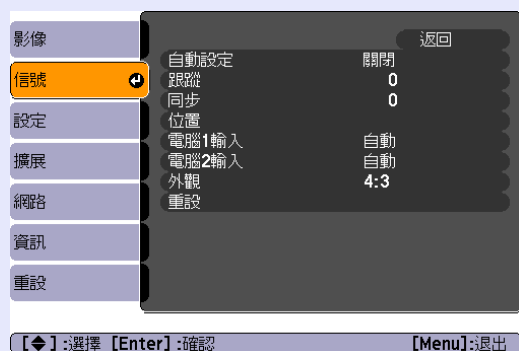 影像
信號
設定
擴展
網路
資訊
重設
返回
自動設定 關閉
跟蹤 0
同步 0
位置
電腦1輸入 自動
電腦2輸入 自動
外觀 4:3
重設
[◆]:選擇 [Enter]:確認 [Menu]:退出